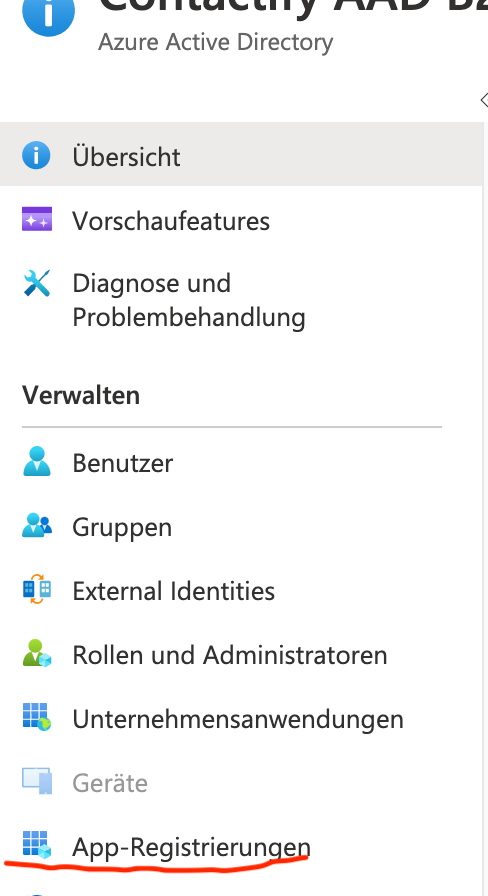 Contactify AAD
Azure Active Directory
Übersicht
Vorschaufeatures
Diagnose und
Problembehandlung
Verwalten
Benutzer
Gruppen
External Identities
Rollen und Administratoren
Unternehmensanwendungen
Geräte
App-Registrierungen